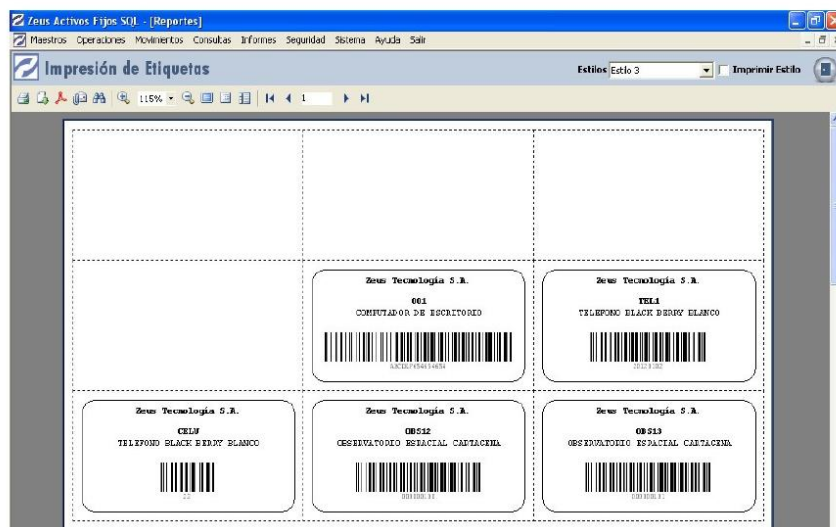 Zeus Activos Fijos SQL - [Reportes]
Maestros Operaciones Movimientos Consultas Informes Seguridad Sistema Ayuda Salir
Impresión de Etiquetas
Estilos Estilo 3 Imprimir Estilo
115% 1
Zeus Tecnología S.A.
001
COMPUTADOR DE ESCRITORIO
Zeus Tecnología S.A.
TEL1
TELEFONO BLACK BERRY BLANCO
Zeus Tecnología S.A.
CELU
TELEFONO BLACK BERRY BLANCO
22
Zeus Tecnología S.A.
OBS12
OBSERVATORIO ESPACIAL CARTAGENA
Zeus Tecnología S.A.
OBS13
OBSERVATORIO ESPACIAL CARTAGENA